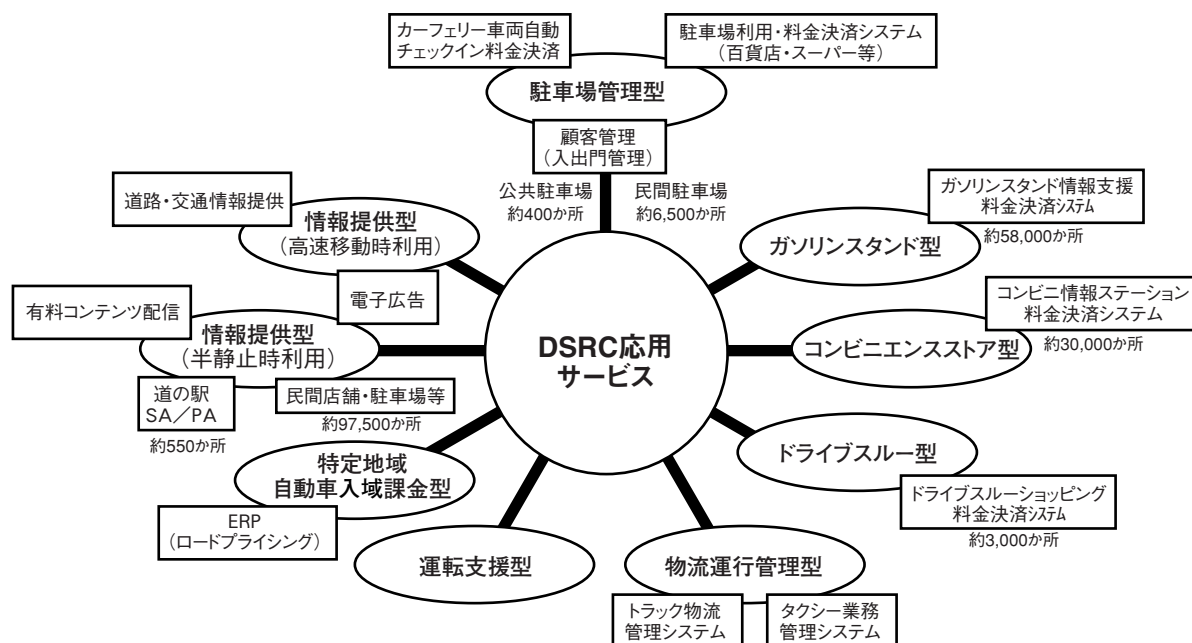 カーフェリー車両自動
チェックイン料金決済
駐車場利用・料金決済システム
（百貨店・スーパー等）
駐車場管理型
顧客管理
（入出門管理）
公共駐車場
約400か所
民間駐車場
約6,500か所
道路・交通情報提供
情報提供型
（高速移動時利用）
ガソリンスタンド情報支援
料金決済システム
約58,000か所
ガソリンスタンド型
電子広告
有料コンテンツ配信
情報提供型
（半静止時利用）
道の駅
SA／PA
約550か所
民間店舗・駐車場等
約97,500か所
DSRC応用
サービス
コンビニ情報ステーション
料金決済システム
約30,000か所
コンビニエンスストア型
特定地域
自動車入域課金型
ERP
（ロードプライシング）
ドライブスルー型
ドライブスルーショッピング
料金決済システム
約3,000か所
運転支援型
物流運行管理型
トラック物流
管理システム
タクシー業務
管理システム